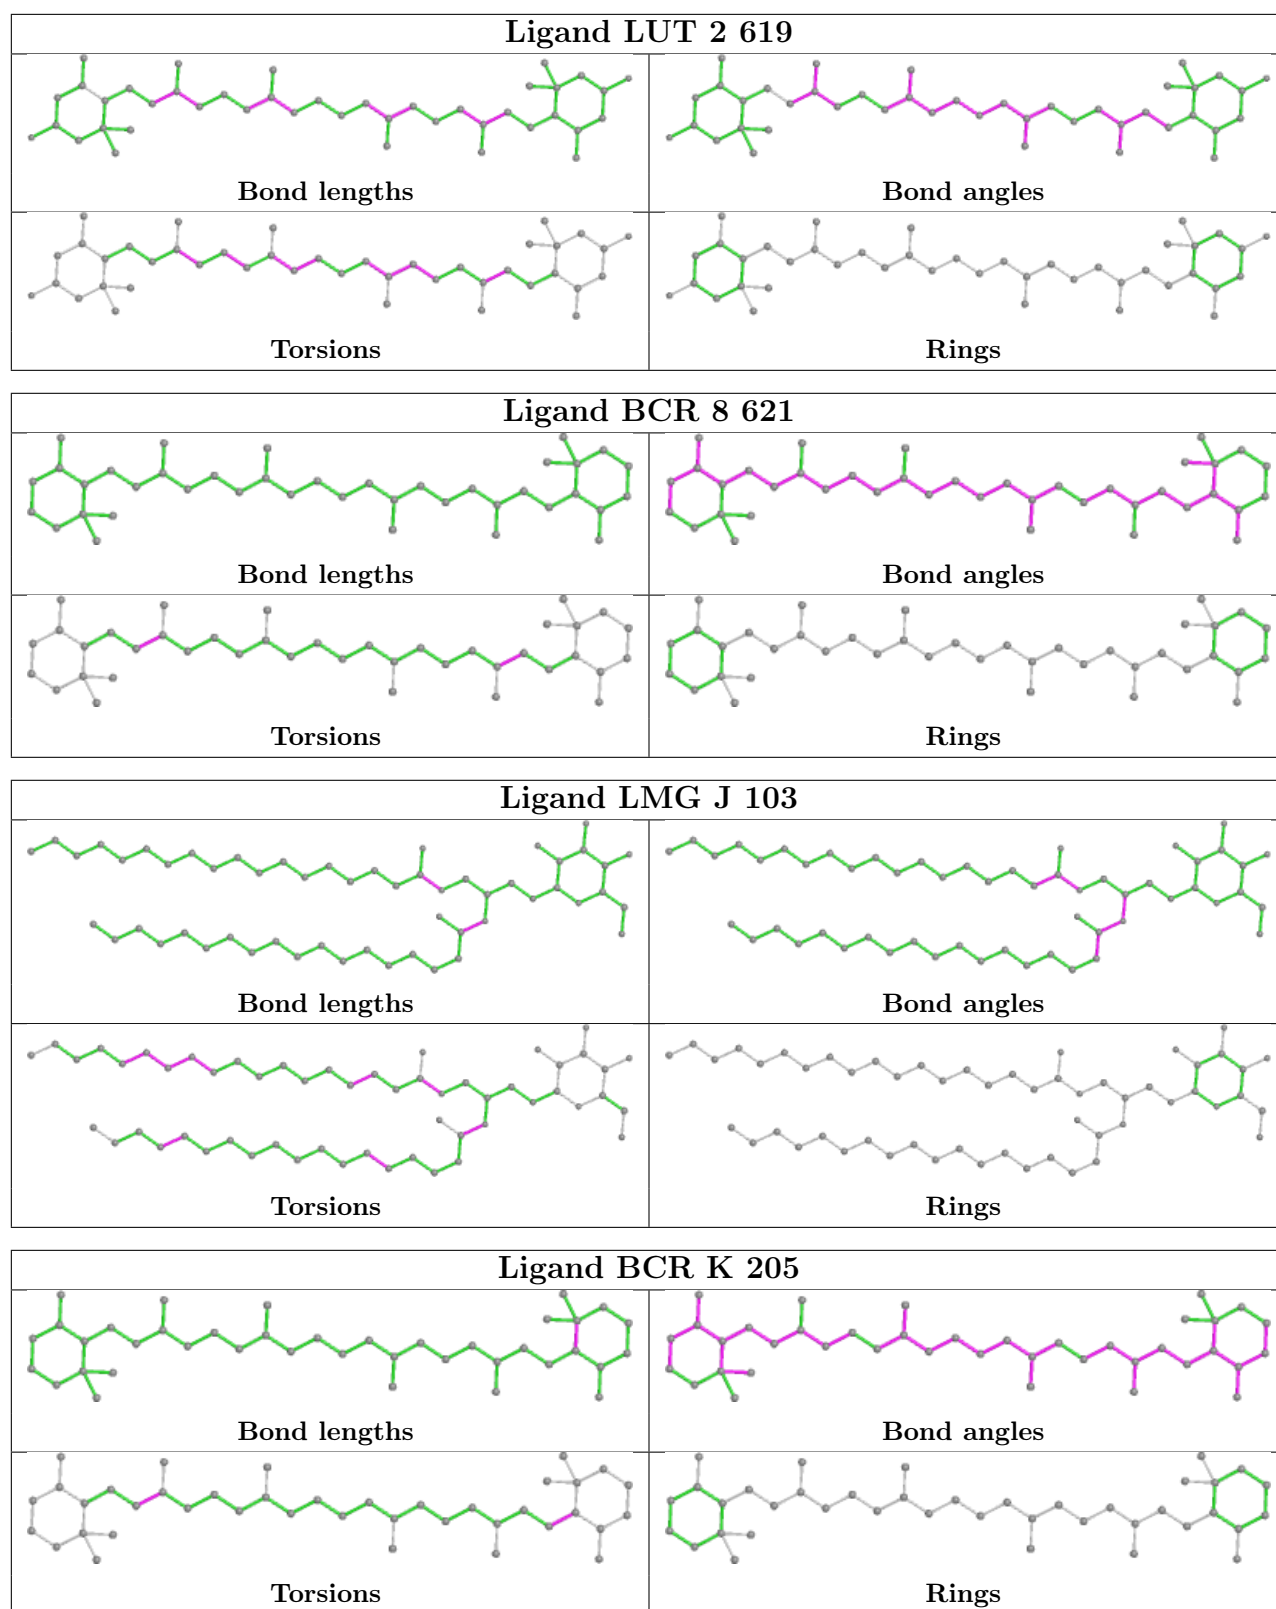 Ligand LUT 2 619
Bond lengths
Bond angles
Torsions
Rings
Ligand BCR 8 621
Bond lengths
Bond angles
Torsions
Rings
Ligand LMG J 103
Bond lengths
Bond angles
Torsions
Rings
Ligand BCR K 205
Bond lengths
Bond angles
Torsions
Rings